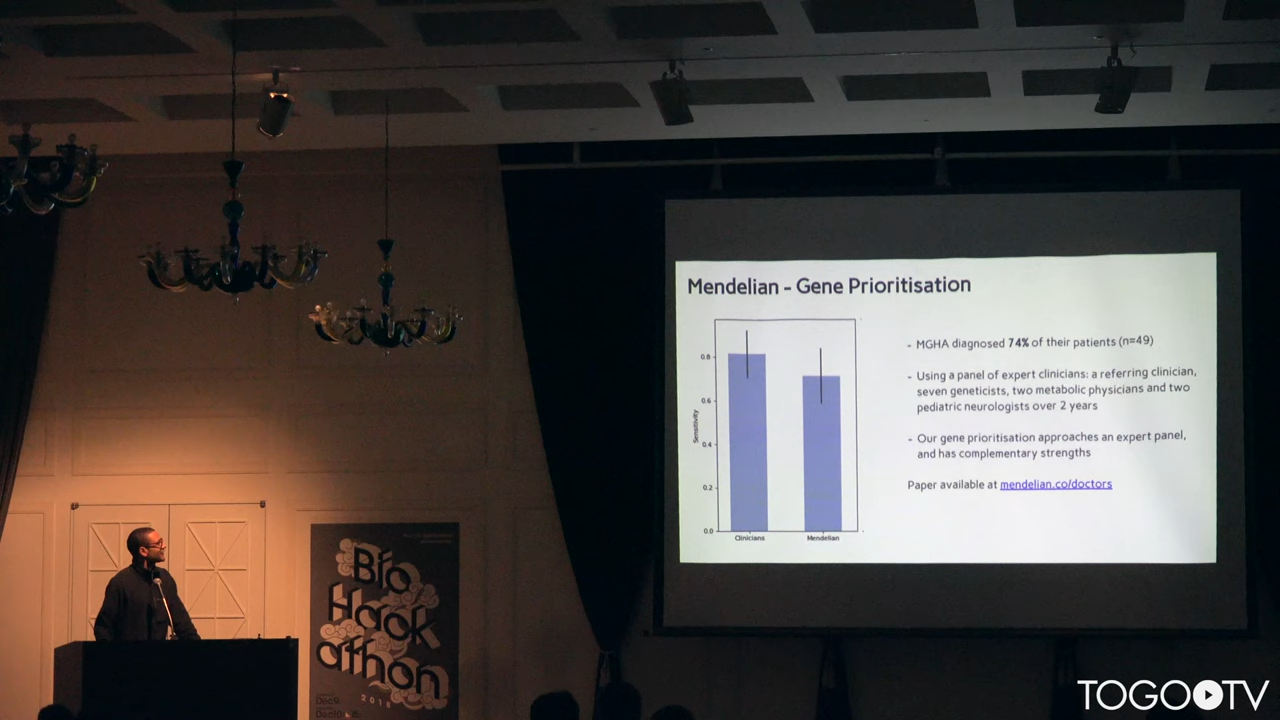 Mendelian - Gene Prioritisation
0.8
0.6
0.4
0.2
0.0
Sensitivity
Clinicians
Mendelian
- MGHA diagnosed 74% of their patients (n=49)
- Using a panel of expert clinicians: a referring clinician,
seven geneticists, two metabolic physicians and two
pediatric neurologists over 2 years
- Our gene prioritisation approaches an expert panel,
and has complementary strengths
Paper available at mendelian.co/doctors
Bio
Hack
athon
2018
TOGO TV